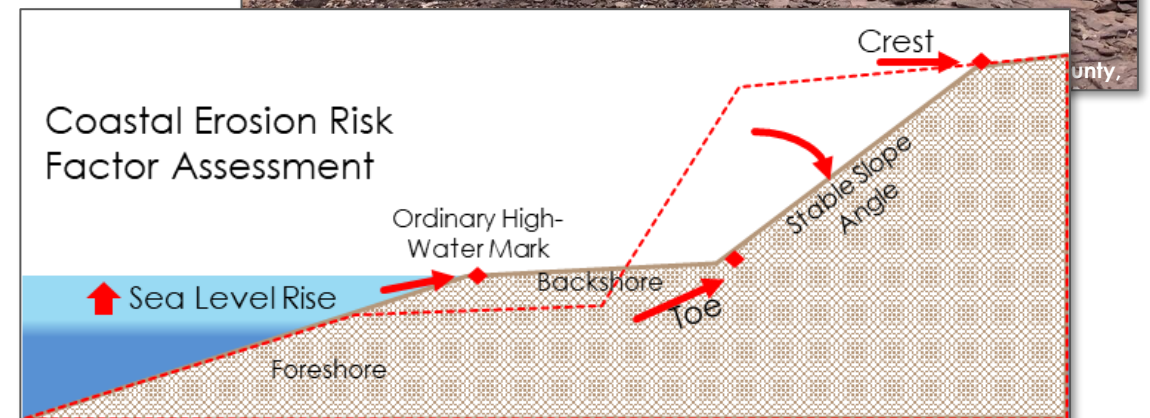 Crest
unty,
Coastal Erosion Risk
Factor Assessment
Stable Slope
Angle
Ordinary High-
Water Mark
Backshore
Sea Level Rise
Toe
Foreshore